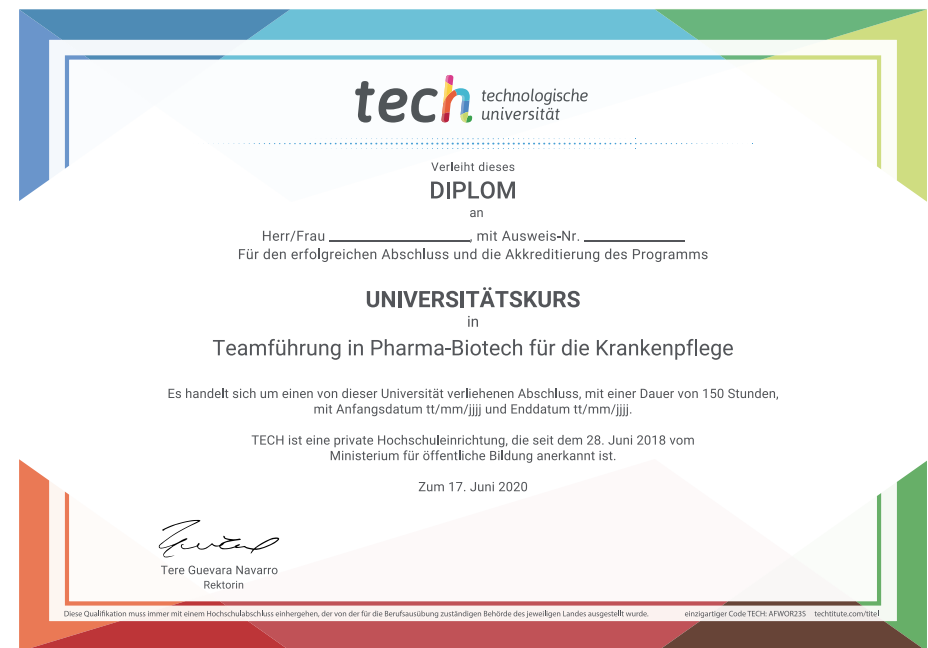 tech technologische
universität
Verleiht dieses
DIPLOM
an
Herr/Frau ____________________, mit Ausweis-Nr. ______________
Für den erfolgreichen Abschluss und die Akkreditierung des Programms
UNIVERSITÄTSKURS
in
Teamführung in Pharma-Biotech für die Krankenpflege
Es handelt sich um einen von dieser Universität verliehenen Abschluss, mit einer Dauer von 150 Stunden,
mit Anfangsdatum tt/mm/jjjj und Enddatum tt/mm/jjjj.
TECH ist eine private Hochschuleinrichtung, die seit dem 28. Juni 2018 vom
Ministerium für öffentliche Bildung anerkannt ist.
Zum 17. Juni 2020
Tere Guevara Navarro
Rektorin
Diese Qualifikation muss immer mit einem Hochschulabschluss einhergehen, der von der für die Berufsausübung zuständigen Behörde des jeweiligen Landes ausgestellt wurde. einzigartiger Code TECH: AFWOR23S techtitute.com/titel